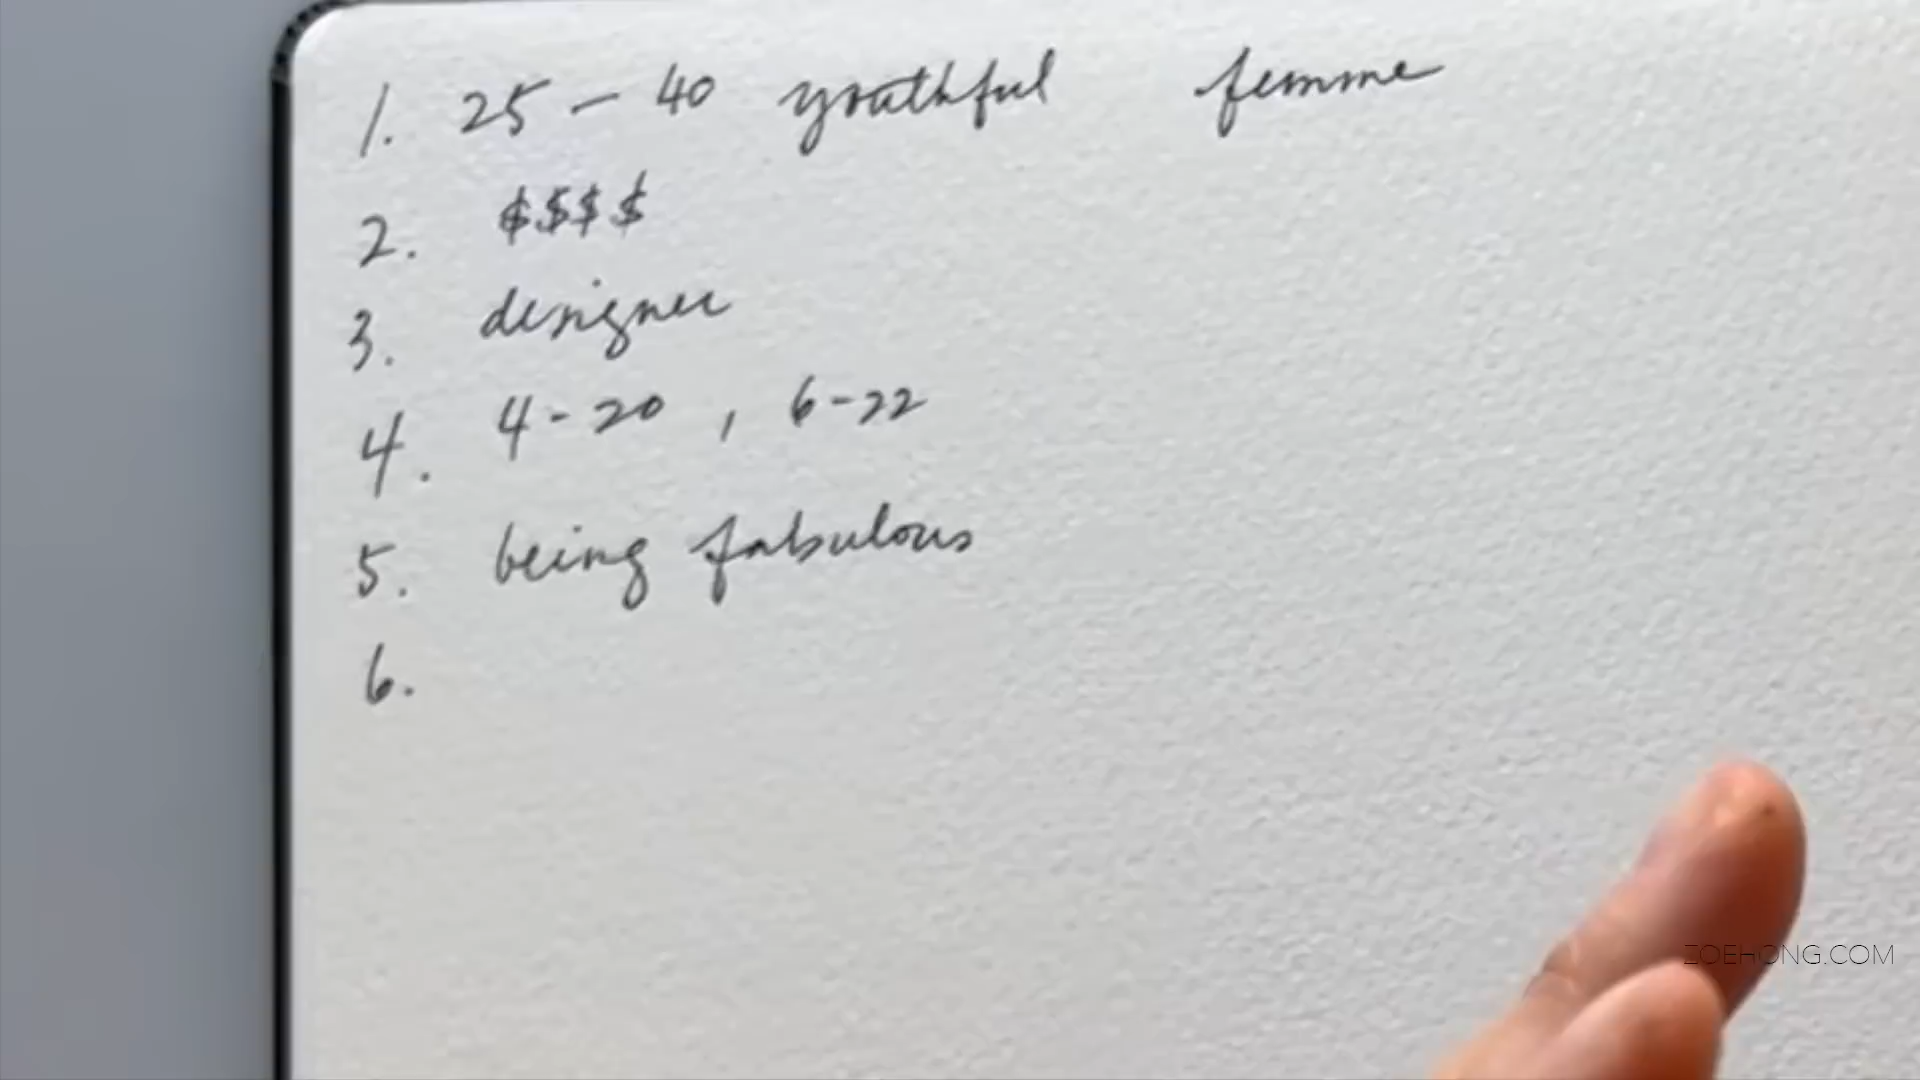 1. 25 – 40 youthful femme
2. $$$$
3. designer
4. 4-20 , 6-22
5. being fabulous
6.
ZOEHONG.COM